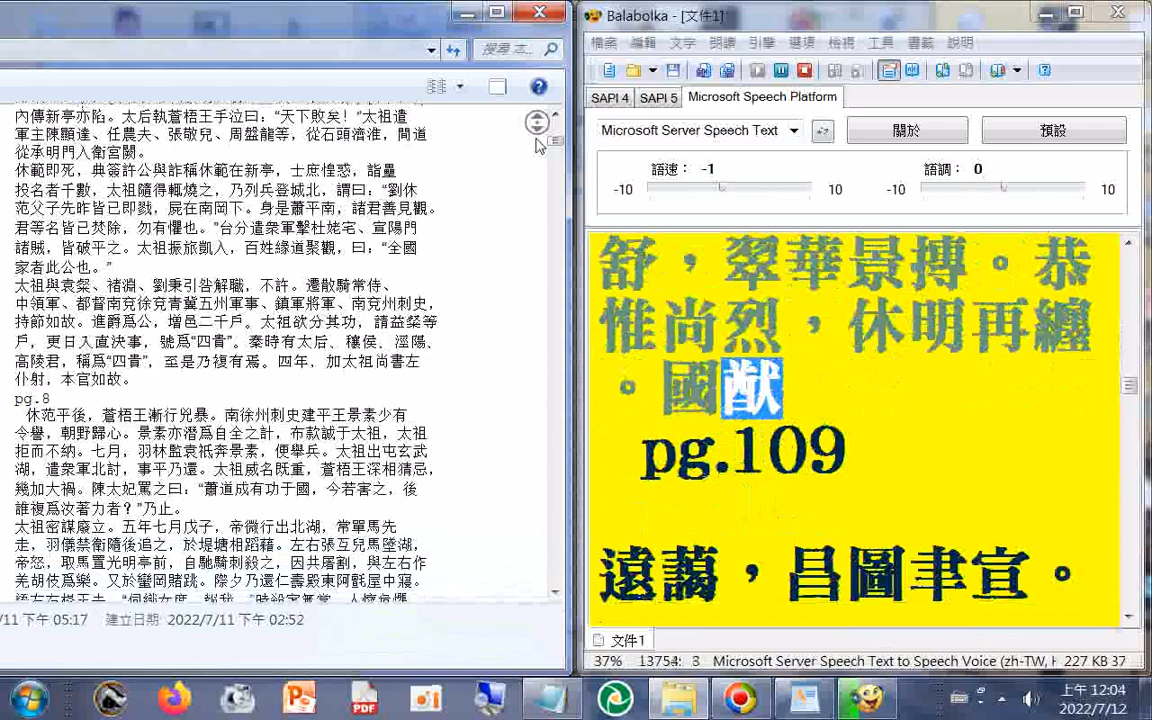 搜尋 本...
內傳新亭亦陷。太后執蒼梧王手泣曰：“天下敗矣！”太祖遣
軍主陳顯達、任農夫、張敬兒、周盤龍等，從石頭濟淮，間道
從承明門入衛宮闕。
休範即死，典簽許公與詐稱休範在新亭，士庶惶惑，詣壘
投名者千數，太祖隨得輒燒之，乃列兵登城北，謂曰：“劉休
范父子先昨皆已即戮，屍在南岡下。身是蕭平南，諸君善見觀。
君等名皆已焚除，勿有懼也。”台分遣衆軍擊杜姥宅、宣陽門
諸賊，皆破平之。太祖振旅凱入，百姓緣道聚觀，曰：“全國
家者此公也。”
太祖與袁粲、褚淵、劉秉引咎解職，不許。遷散騎常侍、
中領軍、都督南兗徐兗青冀五州軍事、鎮軍將軍、南兗州刺史，
持節如故。進爵爲公，增邑二千戶。太祖欲分其功，請益粲等
戶，更日入直決事，號爲“四貴”。秦時有太后、穰侯、涇陽、
高陵君，稱爲“四貴”，至是乃複有焉。四年，加太祖尚書左
仆射，本官如故。
pg.8
休范平後，蒼梧王漸行兇暴。南徐州刺史建平王景素少有
令譽，朝野歸心。景素亦潛爲自全之計，布款誠于太祖，太祖
拒而不納。七月，羽林監袁祗奔景素，便舉兵。太祖出屯玄武
湖，遣衆軍北討，事平乃還。太祖威名既重，蒼梧王深相猜忌，
幾加大禍。陳太妃罵之曰：“蕭道成有功于國，今若害之，後
誰複爲汝著力者？”乃止。
太祖密謀廢立。五年七月戊子，帝微行出北湖，常單馬先
走，羽儀禁衛隨後追之，於堤塘相蹈藉。左右張互兒馬墜湖，
帝怒，取馬置光明亭前，自馳騎刺殺之，因共屠割，與左右作
羌胡伎爲樂。又於蠻岡賭跳。際夕乃還仁壽殿東阿氈屋中寢。
/11 下午 05:17 建立日期: 2022/7/11 下午 02:52
Balabolka - [文件1]
檔案 編輯 文字 朗讀 引擎 選項 檢視 工具 書籤 說明
SAPI 4 SAPI 5 Microsoft Speech Platform
Microsoft Server Speech Text 關於 預設
語速： -1 語調： 0
-10 10 -10 10
舒，翠華景搏。恭
惟尚烈，休明再纏
。國猷
pg.109
遠藹，昌圖聿宣。
文件1
37% 13754: 3 Microsoft Server Speech Text to Speech Voice (zh-TW, H 227 KB 37
上午 12:04
2022/7/12